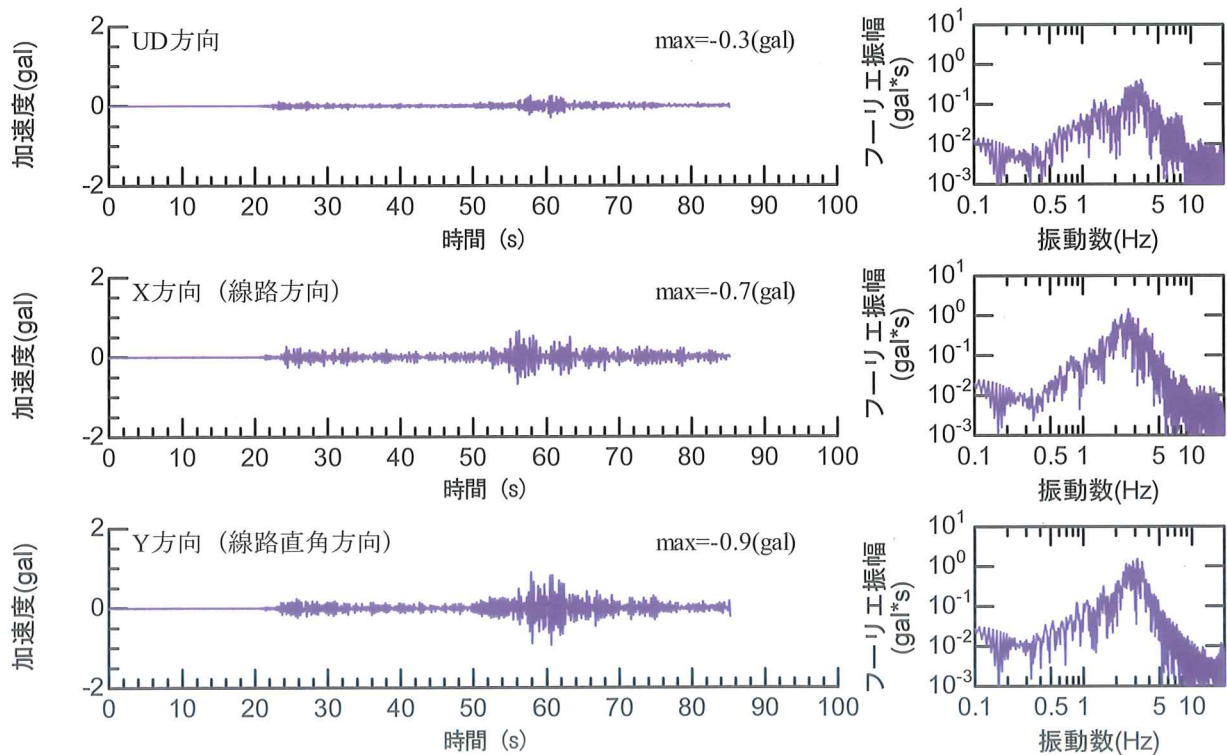 加速度(gal)
2
0
-2
UD方向
max=-0.3(gal)
0 10 20 30 40 50 60 70 80 90 100
時間 (s)
フーリエ振幅
(gal*s)
10^1
10^0
10^-1
10^-2
10^-3
0.1 0.5 1 5 10
振動数(Hz)
加速度(gal)
2
0
-2
X方向 (線路方向)
max=-0.7(gal)
0 10 20 30 40 50 60 70 80 90 100
時間 (s)
フーリエ振幅
(gal*s)
10^1
10^0
10^-1
10^-2
10^-3
0.1 0.5 1 5 10
振動数(Hz)
加速度(gal)
2
0
-2
Y方向 (線路直角方向)
max=-0.9(gal)
0 10 20 30 40 50 60 70 80 90 100
時間 (s)
フーリエ振幅
(gal*s)
10^1
10^0
10^-1
10^-2
10^-3
0.1 0.5 1 5 10
振動数(Hz)